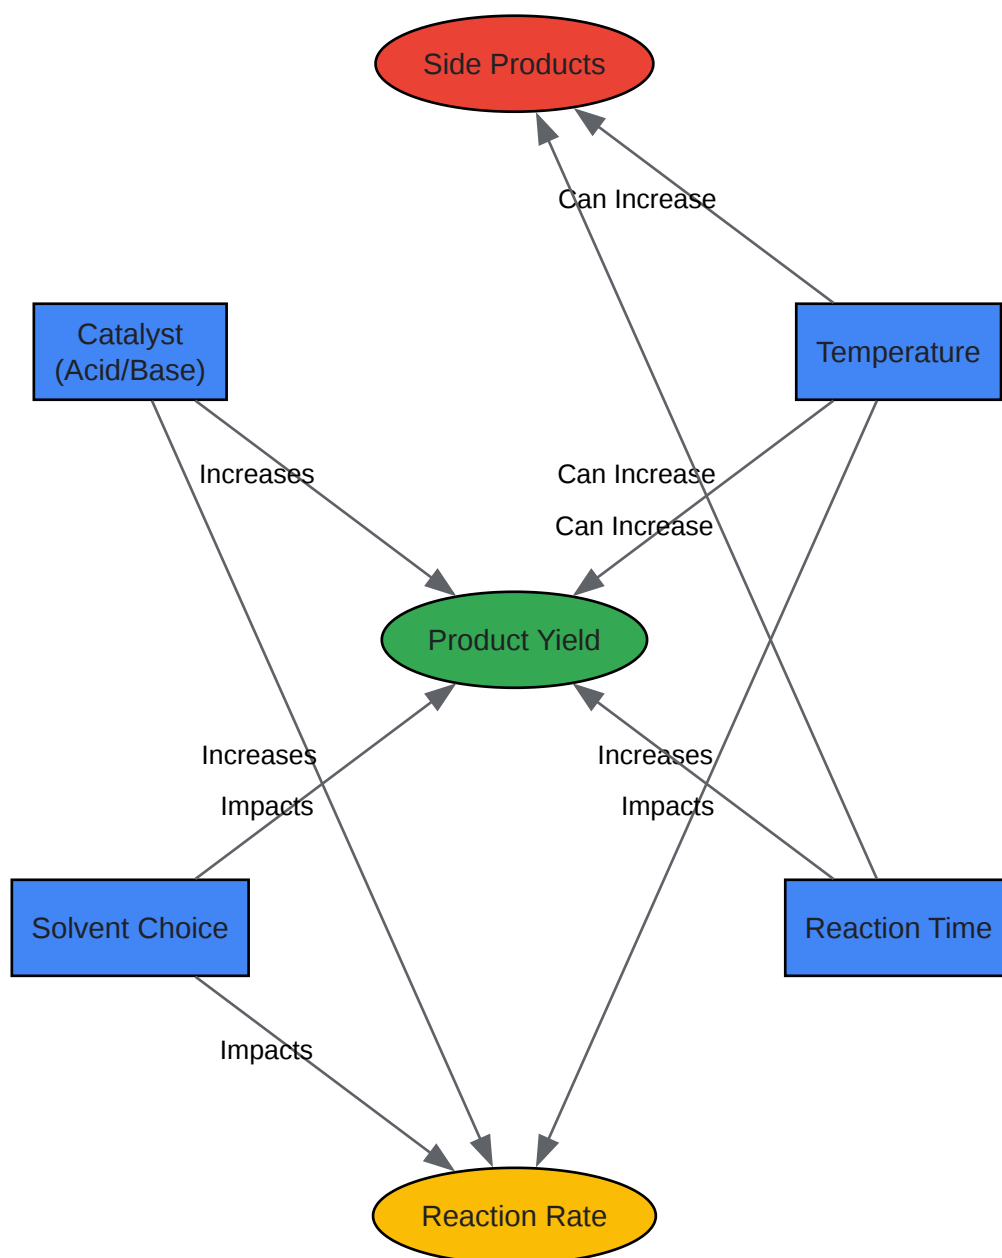 Side Products
Can Increase
Catalyst
(Acid/Base)
Temperature
Increases
Can Increase
Can Increase
Product Yield
Increases
Increases
Impacts
Impacts
Solvent Choice
Reaction Time
Impacts
Reaction Rate